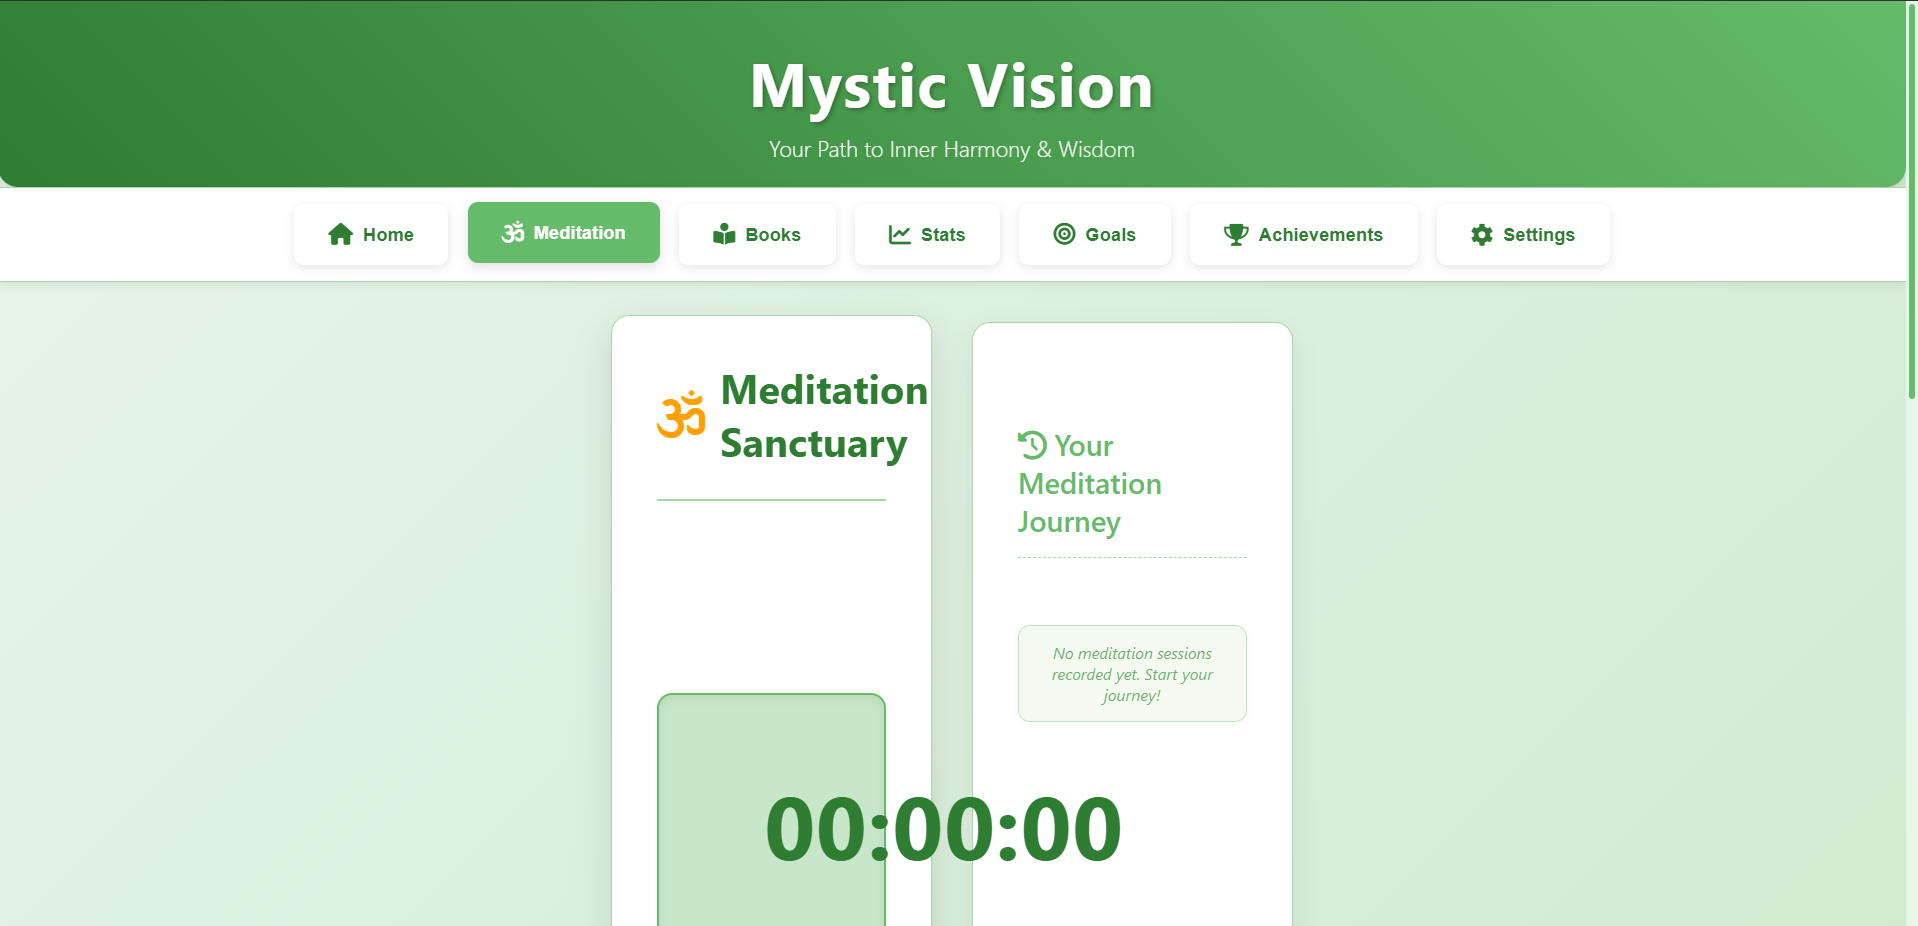 Mystic Vision
Your Path to Inner Harmony & Wisdom
Home
ॐ Meditation
Books
Stats
Goals
Achievements
Settings
ॐ
Meditation
Sanctuary
Your
Meditation
Journey
No meditation sessions
recorded yet. Start your
journey!
00:00:00